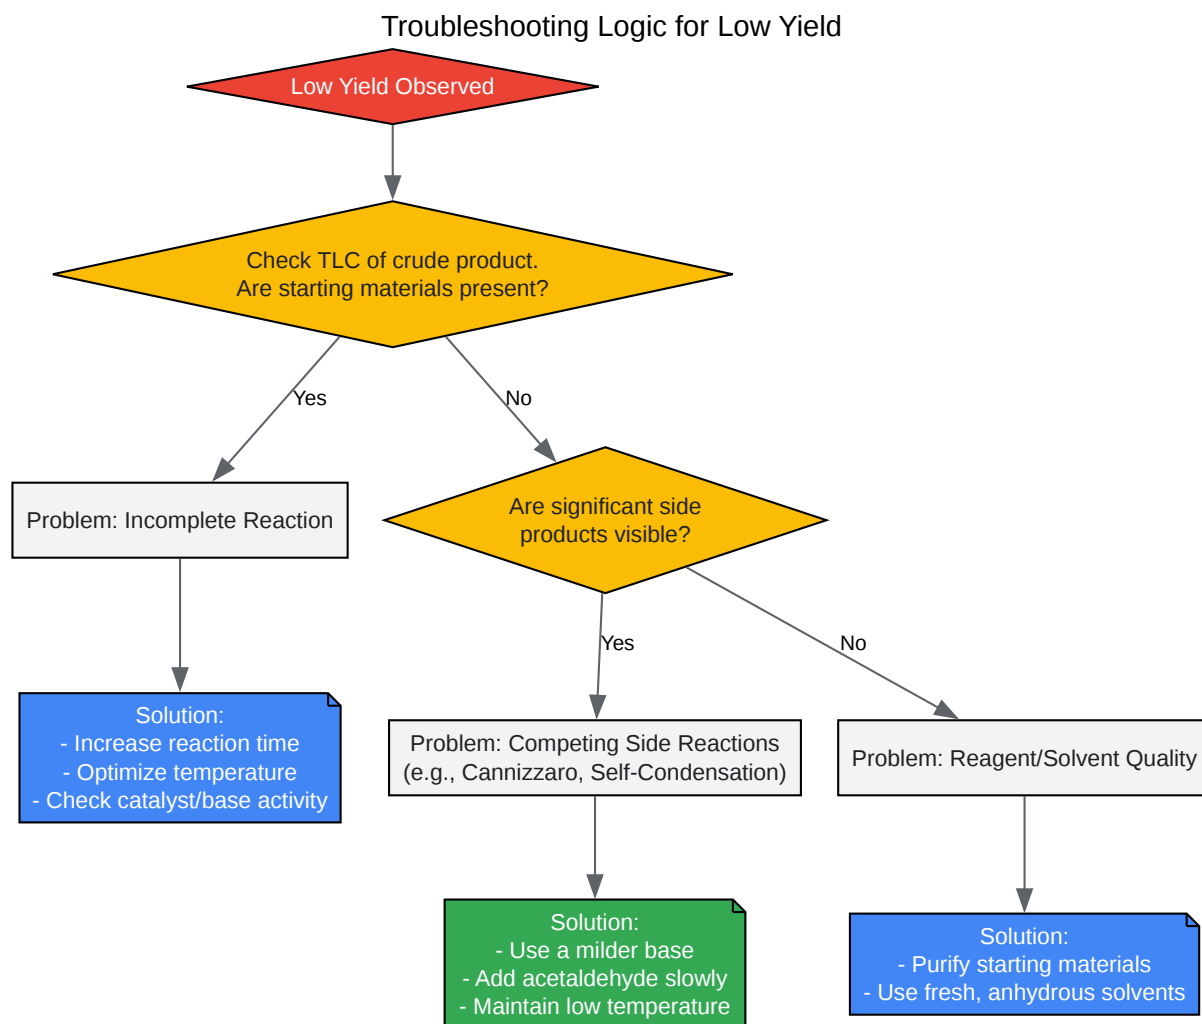 Troubleshooting Logic for Low Yield
Low Yield Observed
Check TLC of crude product.
Are starting materials present?
Yes
No
Problem: Incomplete Reaction
Are significant side
products visible?
Yes
No
Solution:
- Increase reaction time
- Optimize temperature
- Check catalyst/base activity
Problem: Competing Side Reactions
(e.g., Cannizzaro, Self-Condensation)
Problem: Reagent/Solvent Quality
Solution:
- Use a milder base
- Add acetaldehyde slowly
- Maintain low temperature
Solution:
- Purify starting materials
- Use fresh, anhydrous solvents